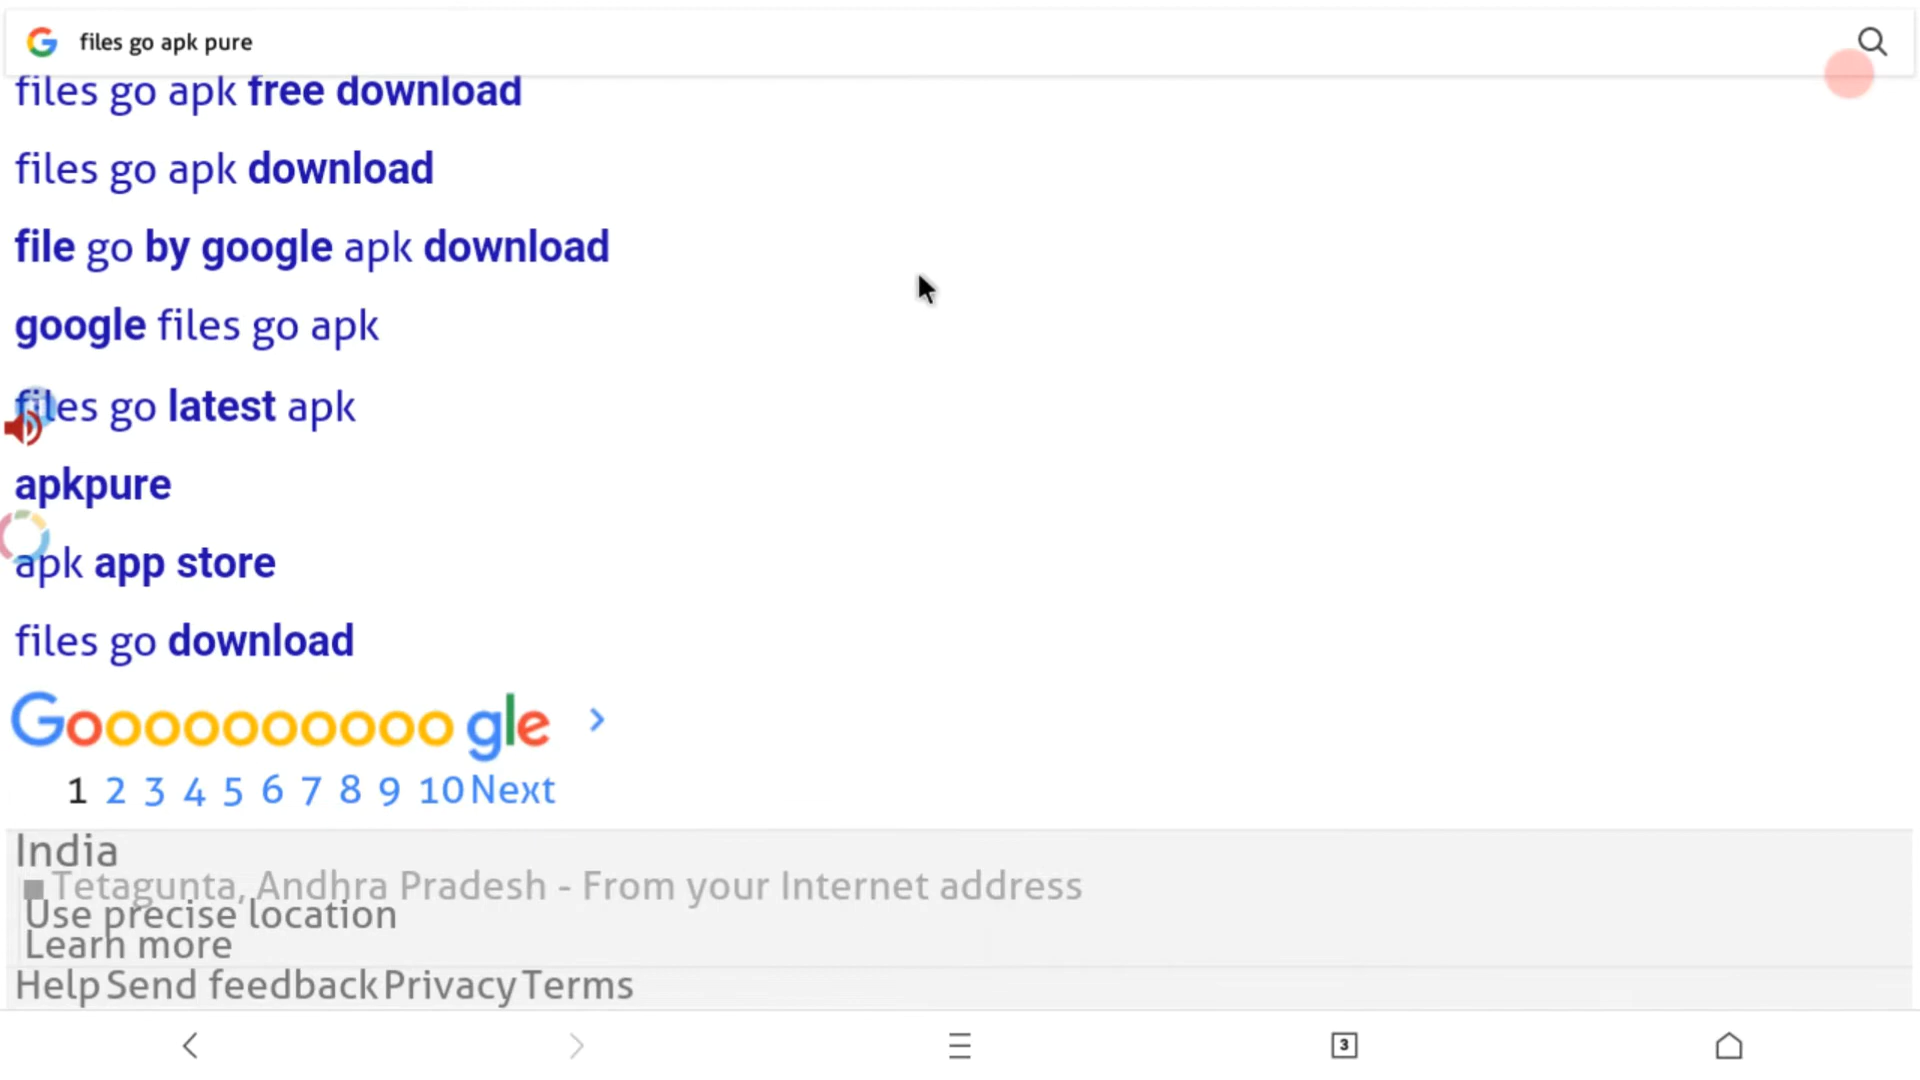 files go apk pure
files go apk free download
files go apk download
file go by google apk download
google files go apk
files go latest apk
apkpure
apk app store
files go download
Goooooooooo gle >
1 2 3 4 5 6 7 8 9 10 Next
India
Tetagunta, Andhra Pradesh - From your Internet address
Use precise location
Learn more
Help Send feedback Privacy Terms
3